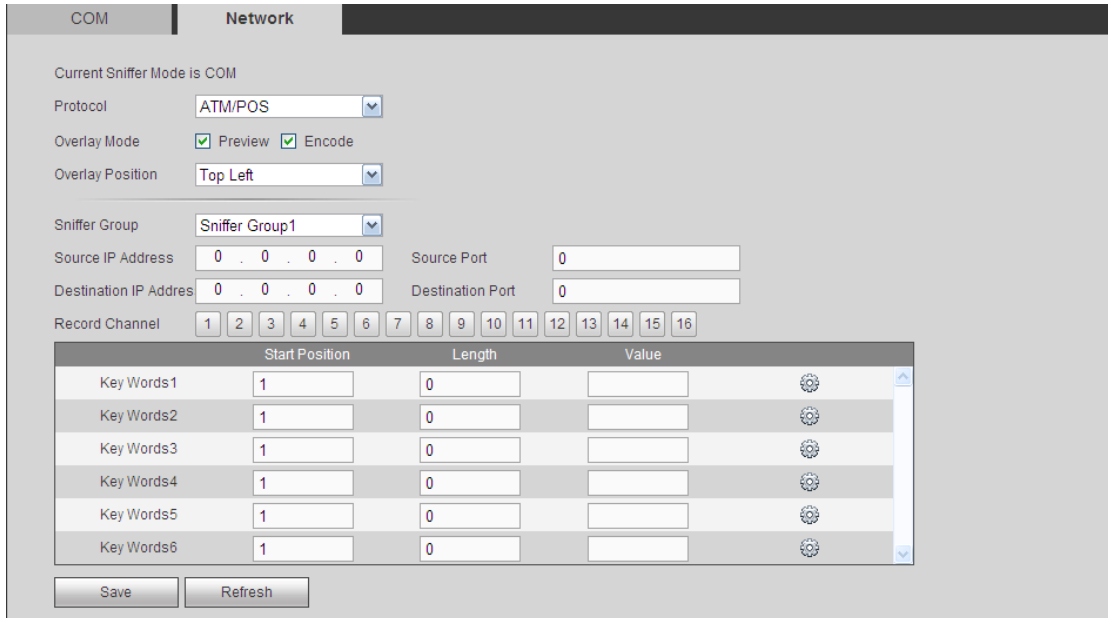 COM Network
Current Sniffer Mode is COM
Protocol ATM/POS
Overlay Mode Preview Encode
Overlay Position Top Left
Sniffer Group Sniffer Group1
Source IP Address 0 . 0 . 0 . 0 Source Port 0
Destination IP Addres 0 . 0 . 0 . 0 Destination Port 0
Record Channel 1 2 3 4 5 6 7 8 9 10 11 12 13 14 15 16
Start Position Length Value
Key Words1 1 0
Key Words2 1 0
Key Words3 1 0
Key Words4 1 0
Key Words5 1 0
Key Words6 1 0
Save Refresh